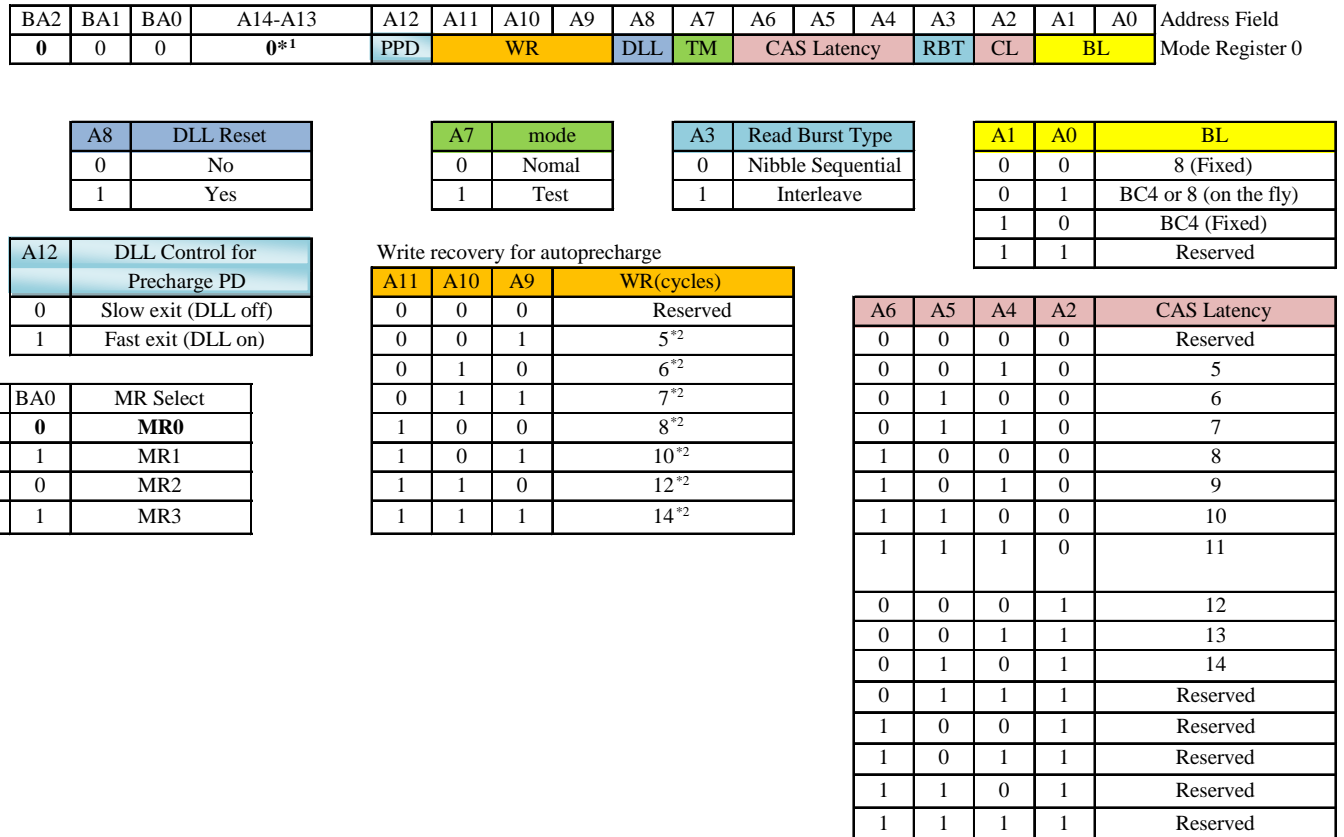 BA2 BA1 BA0 A14-A13 A12 A11 A10 A9 A8 A7 A6 A5 A4 A3 A2 A1 A0 Address Field
0 0 0 0*1 PPD WR DLL TM CAS Latency RBT CL BL Mode Register 0
A8 DLL Reset
0 No
1 Yes
A7 mode
0 Nomal
1 Test
A3 Read Burst Type
0 Nibble Sequential
1 Interleave
A1 A0 BL
0 0 8 (Fixed)
0 1 BC4 or 8 (on the fly)
1 0 BC4 (Fixed)
1 1 Reserved
A12 DLL Control for
Precharge PD
0 Slow exit (DLL off)
1 Fast exit (DLL on)
BA0 MR Select
0 MR0
1 MR1
0 MR2
1 MR3
Write recovery for autoprecharge
A11 A10 A9 WR(cycles)
0 0 0 Reserved
0 0 1 5*2
0 1 0 6*2
0 1 1 7*2
1 0 0 8*2
1 0 1 10*2
1 1 0 12*2
1 1 1 14*2
A6 A5 A4 A2 CAS Latency
0 0 0 0 Reserved
0 0 1 0 5
0 1 0 0 6
0 1 1 0 7
1 0 0 0 8
1 0 1 0 9
1 1 0 0 10
1 1 1 0 11
0 0 0 1 12
0 0 1 1 13
0 1 0 1 14
0 1 1 1 Reserved
1 0 0 1 Reserved
1 0 1 1 Reserved
1 1 0 1 Reserved
1 1 1 1 Reserved